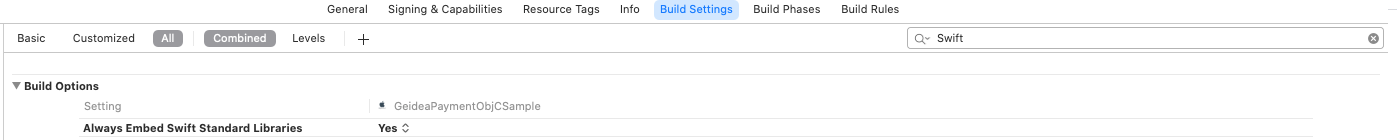 General Signing & Capabilities Resource Tags Info Build Settings Build Phases Build Rules
Basic Customized All Combined Levels + Swift
Build Options
Setting GeideaPaymentObjCSample
Always Embed Swift Standard Libraries Yes